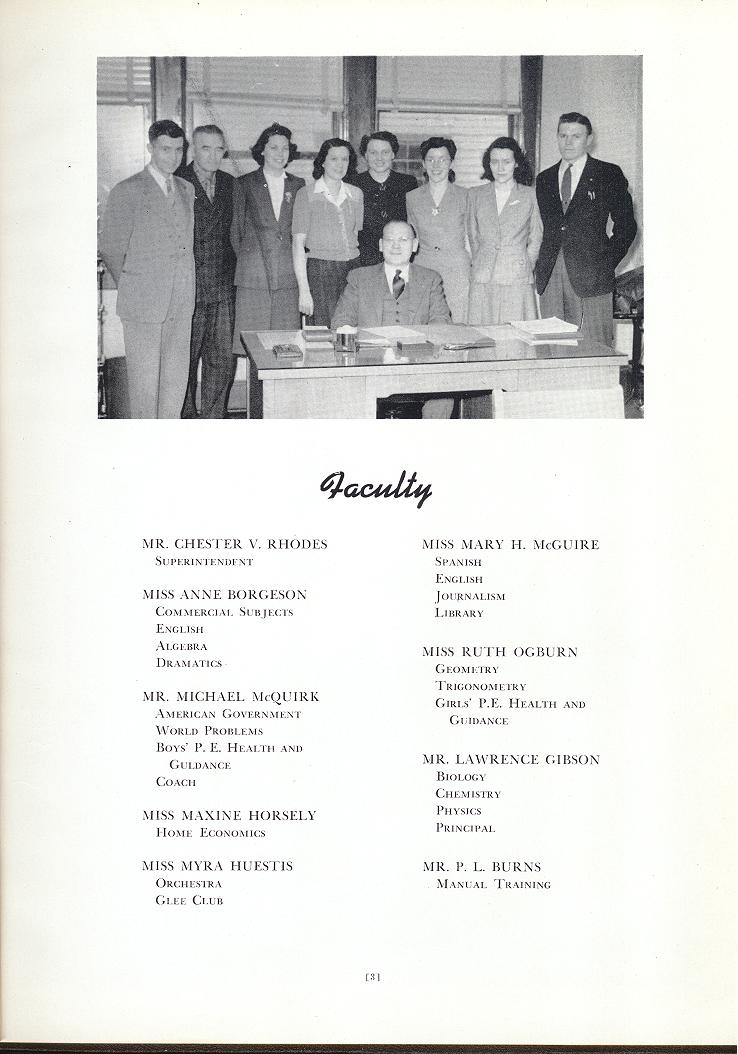 Faculty
MR. CHESTER V. RHODES
SUPERINTENDENT
MISS ANNE BORGESON
COMMERCIAL SUBJECTS
ENGLISH
ALGEBRA
DRAMATICS
MR. MICHAEL McQUIRK
AMERICAN GOVERNMENT
WORLD PROBLEMS
BOYS' P. E. HEALTH AND
GULDANCE
COACH
MISS MAXINE HORSELY
HOME ECONOMICS
MISS MYRA HUESTIS
ORCHESTRA
GLEE CLUB
MISS MARY H. McGUIRE
SPANISH
ENGLISH
JOURNALISM
LIBRARY
MISS RUTH OGBURN
GEOMETRY
TRIGONOMETRY
GIRLS' P.E. HEALTH AND
GUIDANCE
MR. LAWRENCE GIBSON
BIOLOGY
CHEMISTRY
PHYSICS
PRINCIPAL
MR. P. L. BURNS
MANUAL TRAINING
[8]